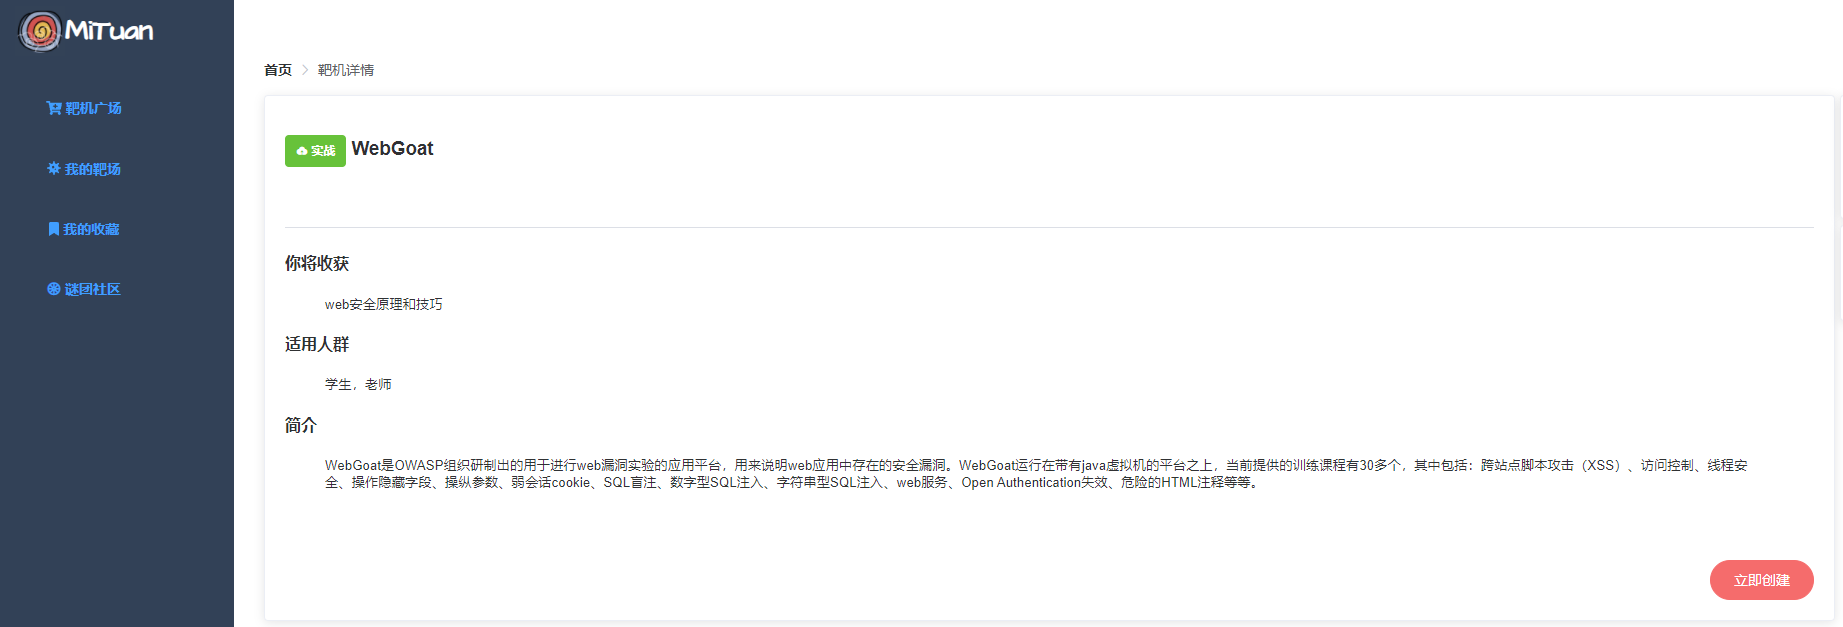 MiTuan
靶机广场
我的靶场
我的收藏
谜团社区
首页 > 靶机详情
实战 WebGoat
你将收获
web安全原理和技巧
适用人群
学生，老师
简介
WebGoat是OWASP组织研制出的用于进行web漏洞实验的应用平台，用来说明web应用中存在的安全漏洞。WebGoat运行在带有java虚拟机的平台之上，当前提供的训练课程有30多个，其中包括：跨站点脚本攻击（XSS）、访问控制、线程安
全、操作隐藏字段、操纵参数、弱会话cookie、SQL盲注、数字型SQL注入、字符串型SQL注入、web服务、Open Authentication失效、危险的HTML注释等等。
立即创建